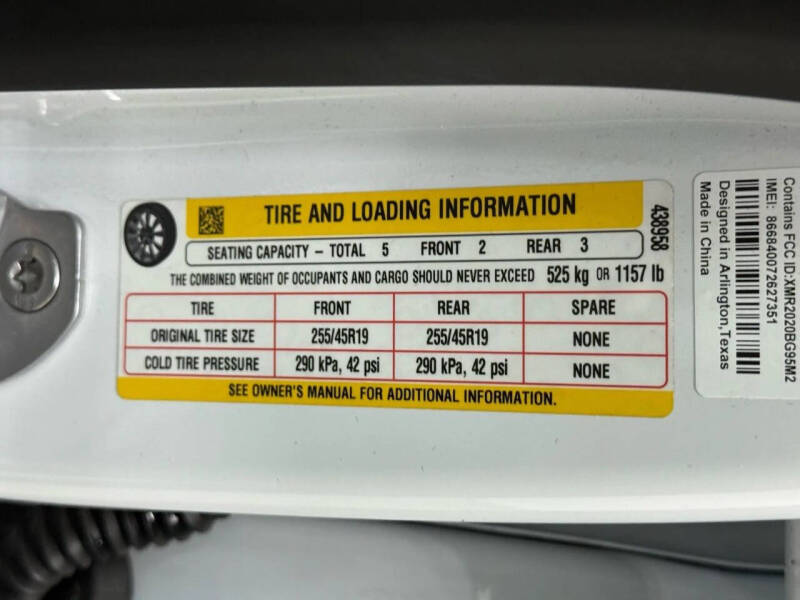 TIRE AND LOADING INFORMATION
438958
SEATING CAPACITY – TOTAL 5 FRONT 2 REAR 3
THE COMBINED WEIGHT OF OCCUPANTS AND CARGO SHOULD NEVER EXCEED 525 kg OR 1157 lb
TIRE FRONT REAR SPARE
ORIGINAL TIRE SIZE 255/45R19 255/45R19 NONE
COLD TIRE PRESSURE 290 kPa, 42 psi 290 kPa, 42 psi NONE
SEE OWNER'S MANUAL FOR ADDITIONAL INFORMATION.
Contains FCC ID:XMR2020BG95M2
IMEI: 866840072627351
Designed in Arlington,Texas
Made in China